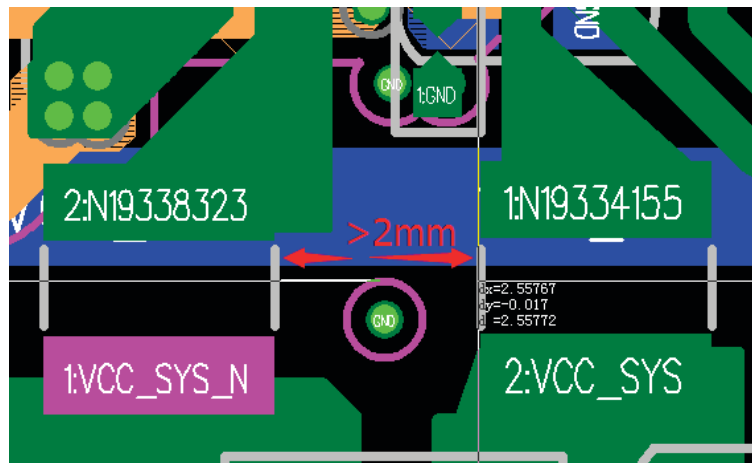 GND
GND
1:GND
2:N19338323
1:N19334155
>2mm
dx=2.55767
dy=-0.017
d =2.55772
GND
1:VCC_SYS_N
2:VCC_SYS